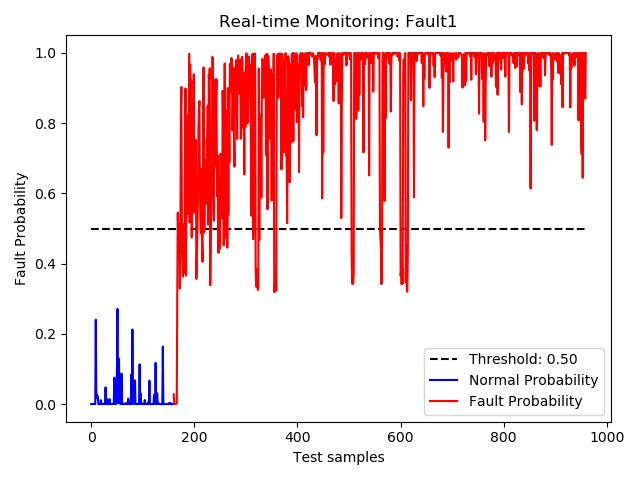 Real-time Monitoring: Fault1
Fault Probability
1.0
0.8
0.6
0.4
0.2
0.0
0
200
400
600
800
1000
Test samples
Threshold: 0.50
Normal Probability
Fault Probability